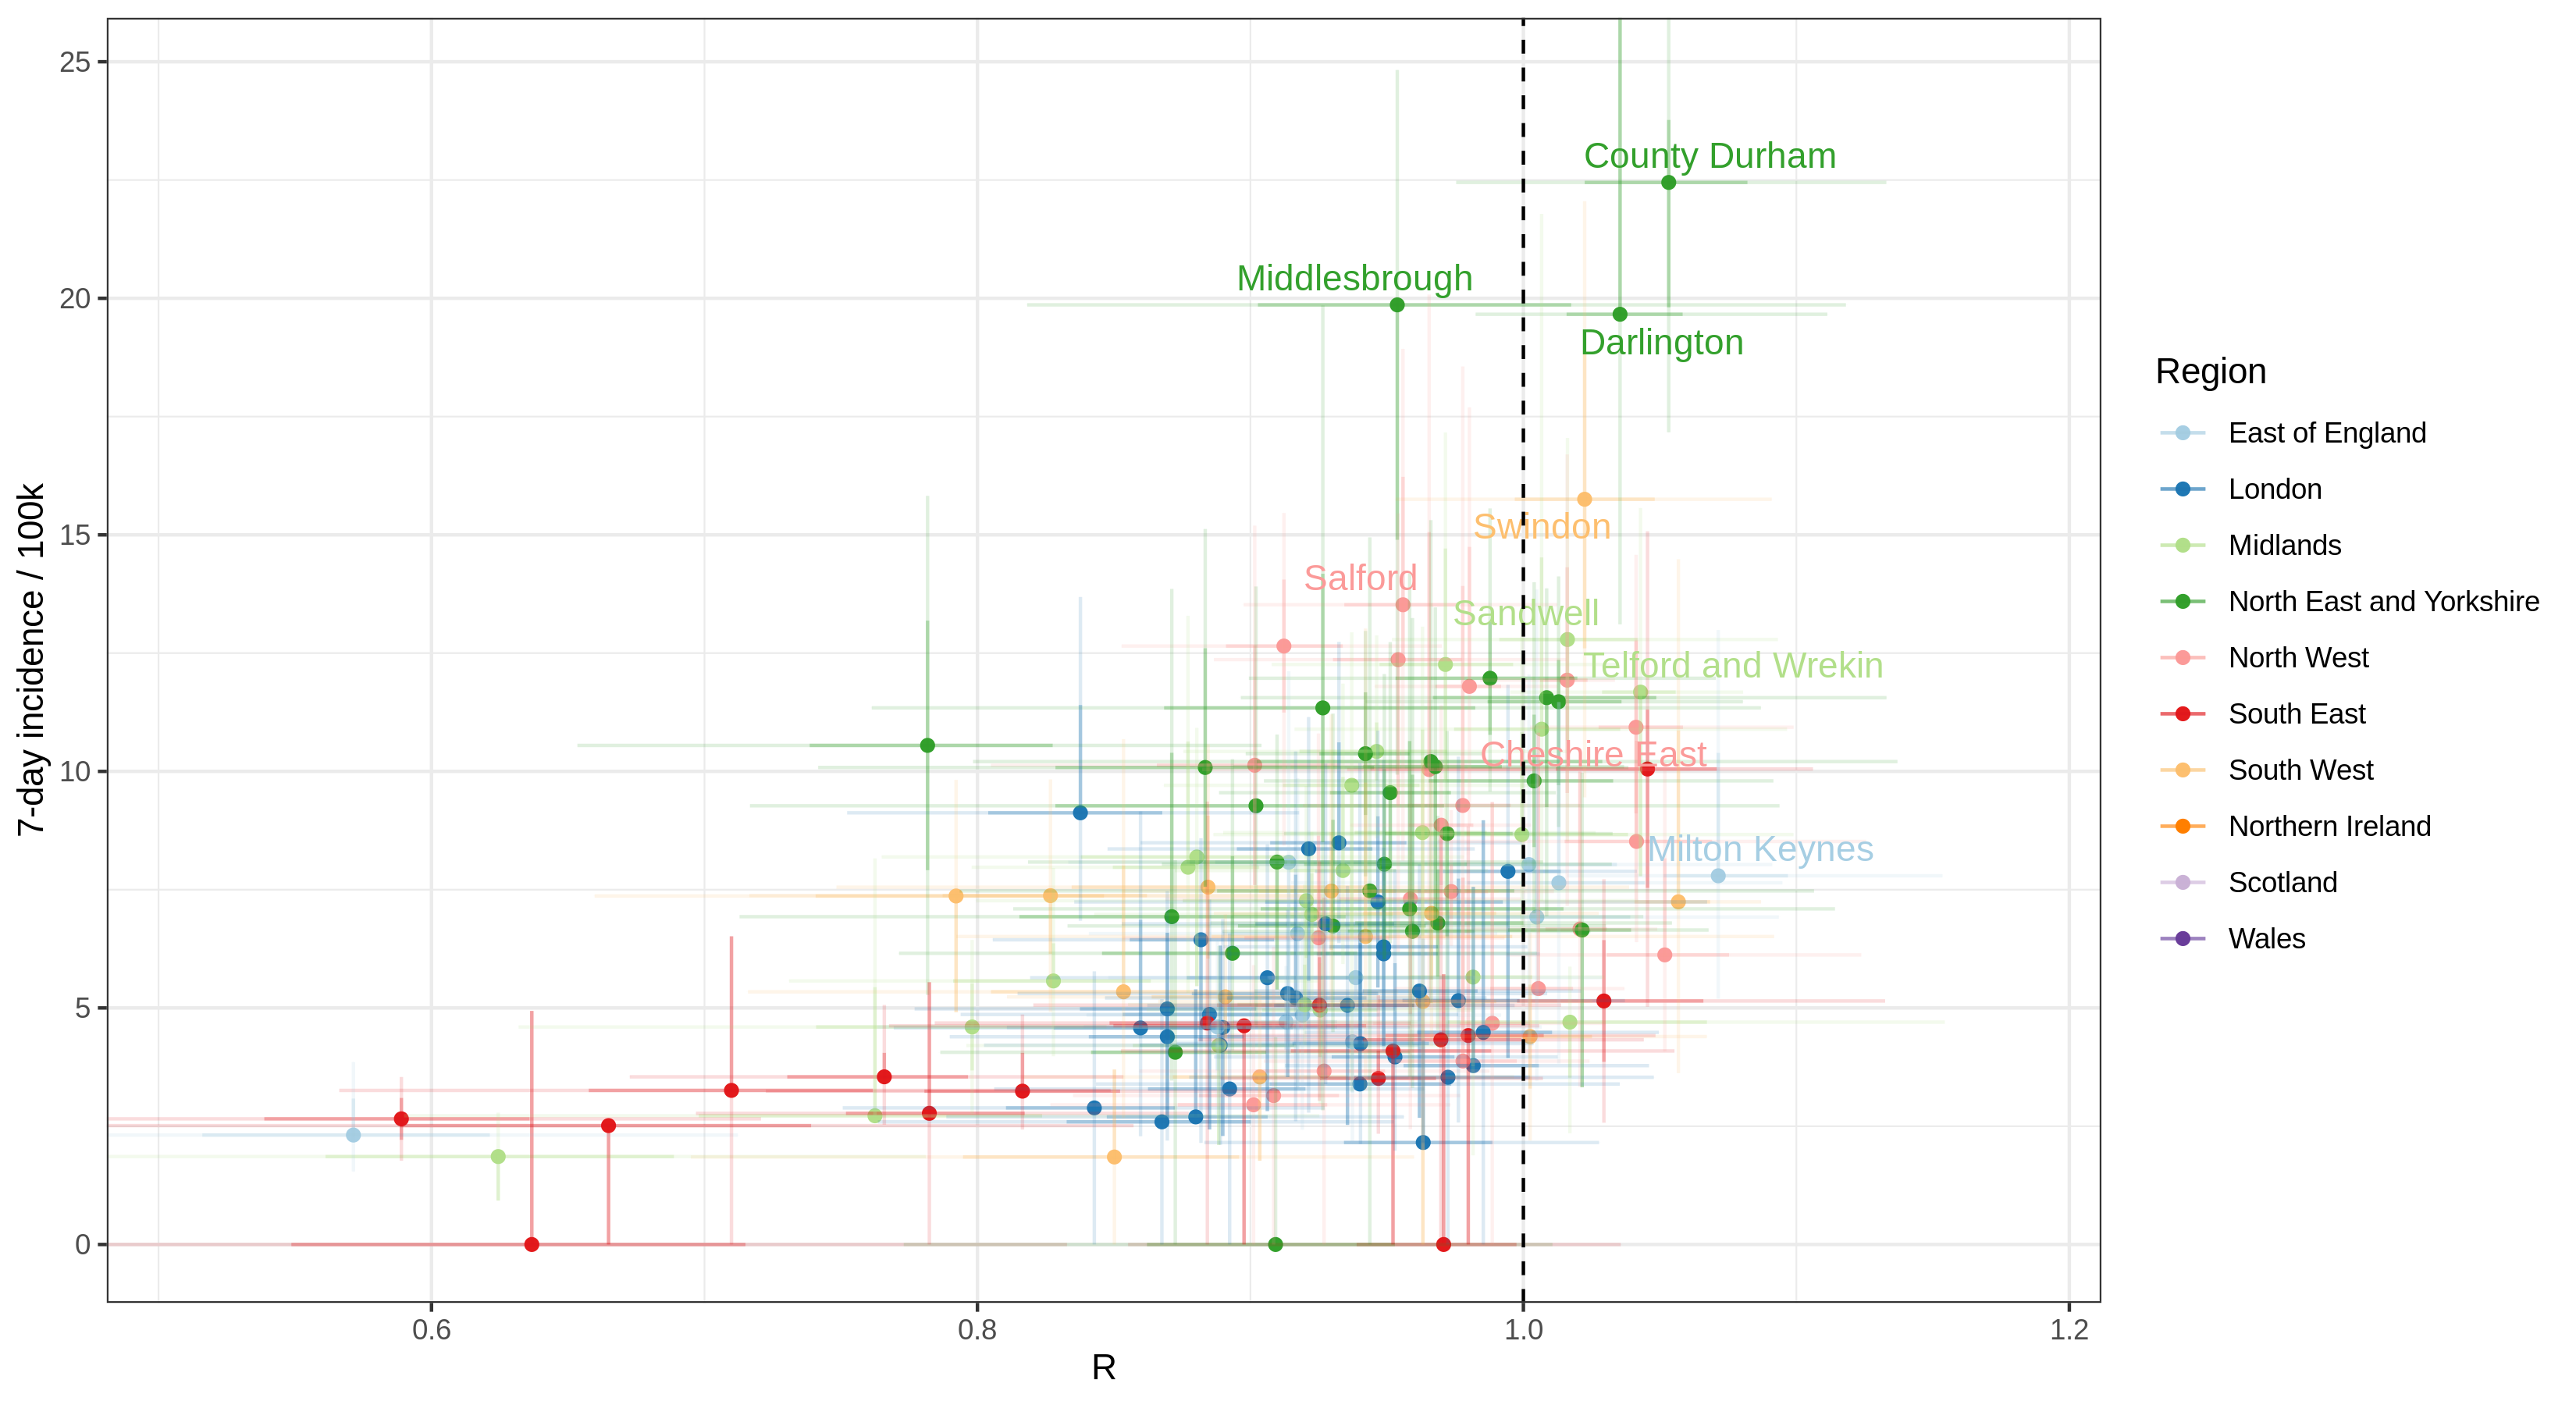 25
20
15
10
5
0
7-day incidence / 100k
County Durham
Middlesbrough
Darlington
Swindon
Salford
Sandwell
Telford and Wrekin
Cheshire East
Milton Keynes
0.6
0.8
1.0
1.2
R
Region
East of England
London
Midlands
North East and Yorkshire
North West
South East
South West
Northern Ireland
Scotland
Wales